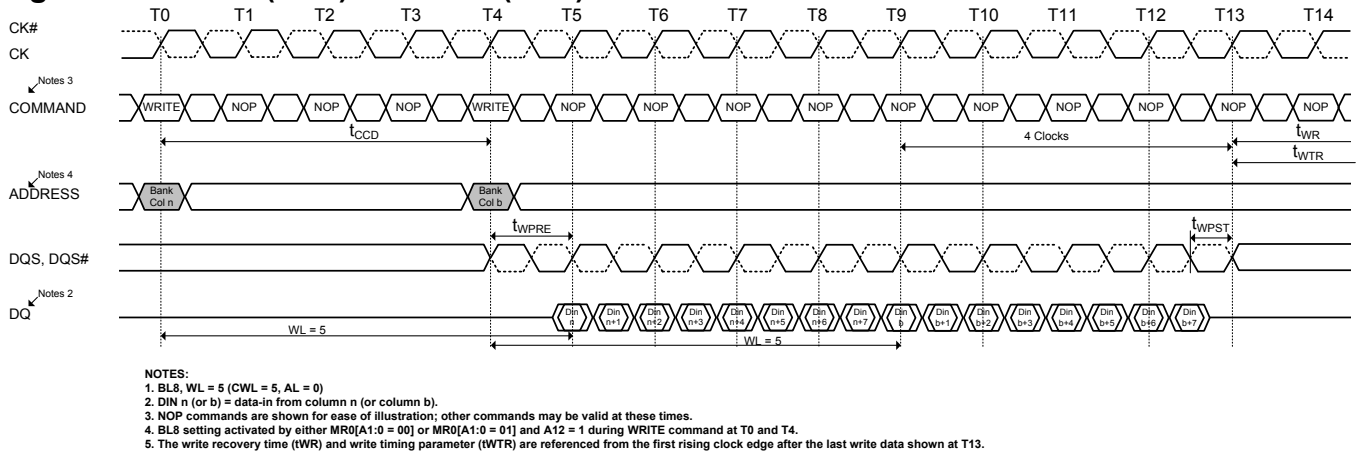 T0 T1 T2 T3 T4 T5 T6 T7 T8 T9 T10 T11 T12 T13 T14
CK#
CK
Notes 3
COMMAND
WRITE NOP NOP NOP WRITE NOP NOP NOP NOP NOP NOP NOP NOP NOP NOP
tCCD
4 Clocks
tWR
tWTR
Notes 4
ADDRESS
Bank Bank
Col n Col b
tWPRE
tWPST
DQS, DQS#
Notes 2
DQ
Din Din Din Din Din Din Din Din Din Din Din Din Din Din Din Din
n n+1 n+2 n+3 n+4 n+5 n+6 n+7 b b+1 b+2 b+3 b+4 b+5 b+6 b+7
WL = 5
WL = 5
NOTES:
1. BL8, WL = 5 (CWL = 5, AL = 0)
2. DIN n (or b) = data-in from column n (or column b).
3. NOP commands are shown for ease of illustration; other commands may be valid at these times.
4. BL8 setting activated by either MR0[A1:0 = 00] or MR0[A1:0 = 01] and A12 = 1 during WRITE command at T0 and T4.
5. The write recovery time (tWR) and write timing parameter (tWTR) are referenced from the first rising clock edge after the last write data shown at T13.